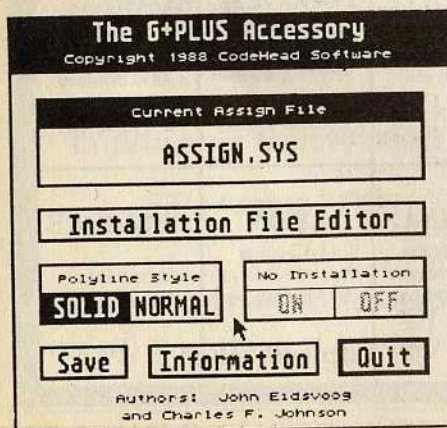 The G+PLUS Accessory
Copyright 1988 CodeHead Software
Current Assign File
ASSIGN.SYS
Installation File Editor
Polyline Style
No Installation
SOLID NORMAL
ON OFF
Save Information Quit
Authors: John Eidsvoog
and Charles F. Johnson